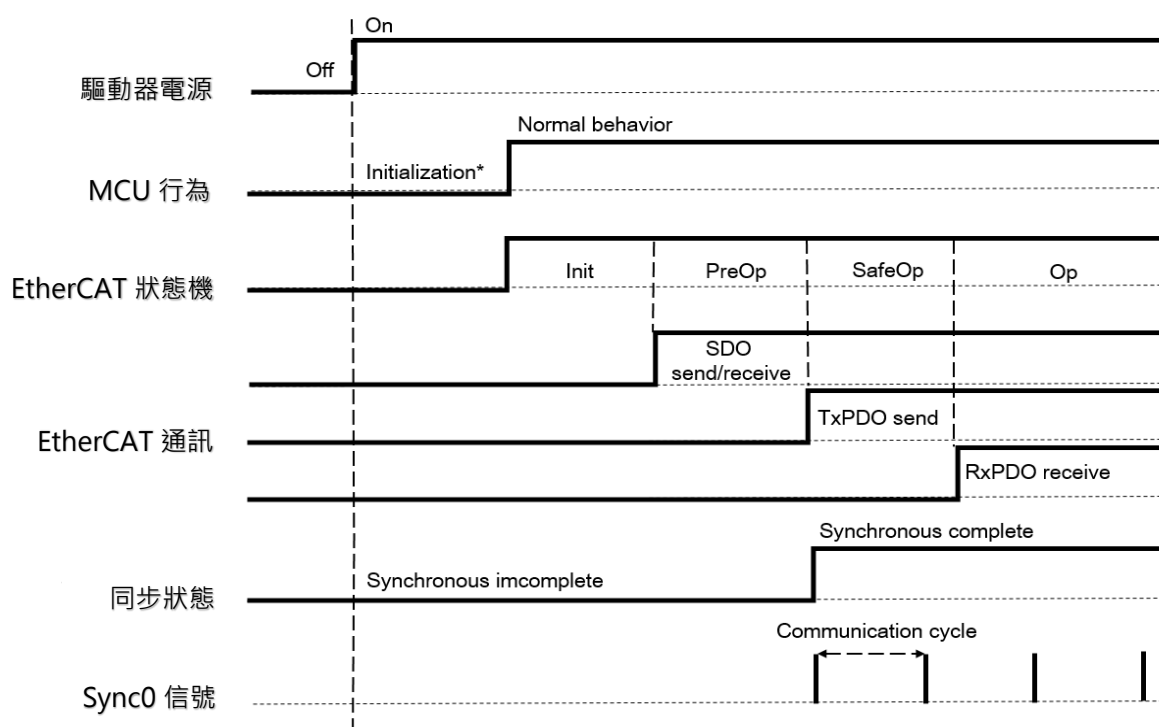 On
Off
驅動器電源
Normal behavior
Initialization*
MCU 行為
Init
PreOp
SafeOp
Op
EtherCAT 狀態機
SDO
send/receive
TxPDO send
EtherCAT 通訊
RxPDO receive
Synchronous complete
Synchronous imcomplete
同步狀態
Communication cycle
Sync0 信號